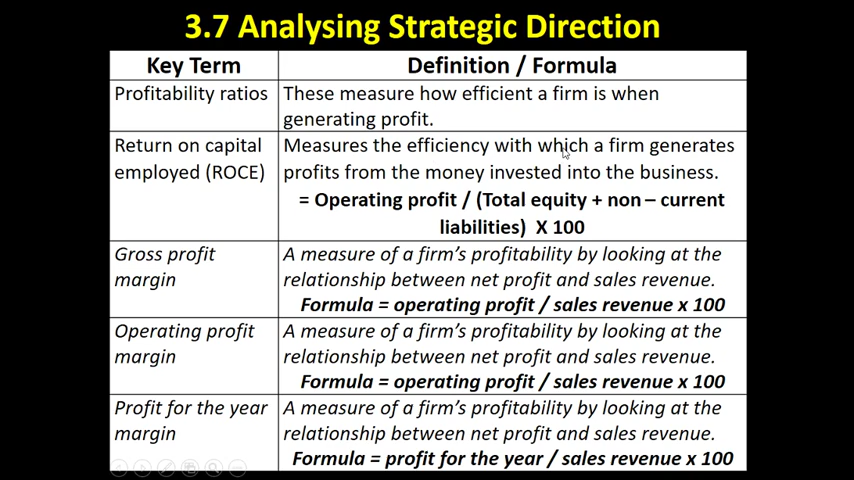 3.7 Analysing Strategic Direction
Key Term
Definition / Formula
Profitability ratios
These measure how efficient a firm is when
generating profit.
Return on capital
employed (ROCE)
Measures the efficiency with which a firm generates
profits from the money invested into the business.
= Operating profit / (Total equity + non – current
liabilities) X 100
Gross profit
margin
A measure of a firm’s profitability by looking at the
relationship between net profit and sales revenue.
Formula = operating profit / sales revenue x 100
Operating profit
margin
A measure of a firm’s profitability by looking at the
relationship between net profit and sales revenue.
Formula = operating profit / sales revenue x 100
Profit for the year
margin
A measure of a firm’s profitability by looking at the
relationship between net profit and sales revenue.
Formula = profit for the year / sales revenue x 100